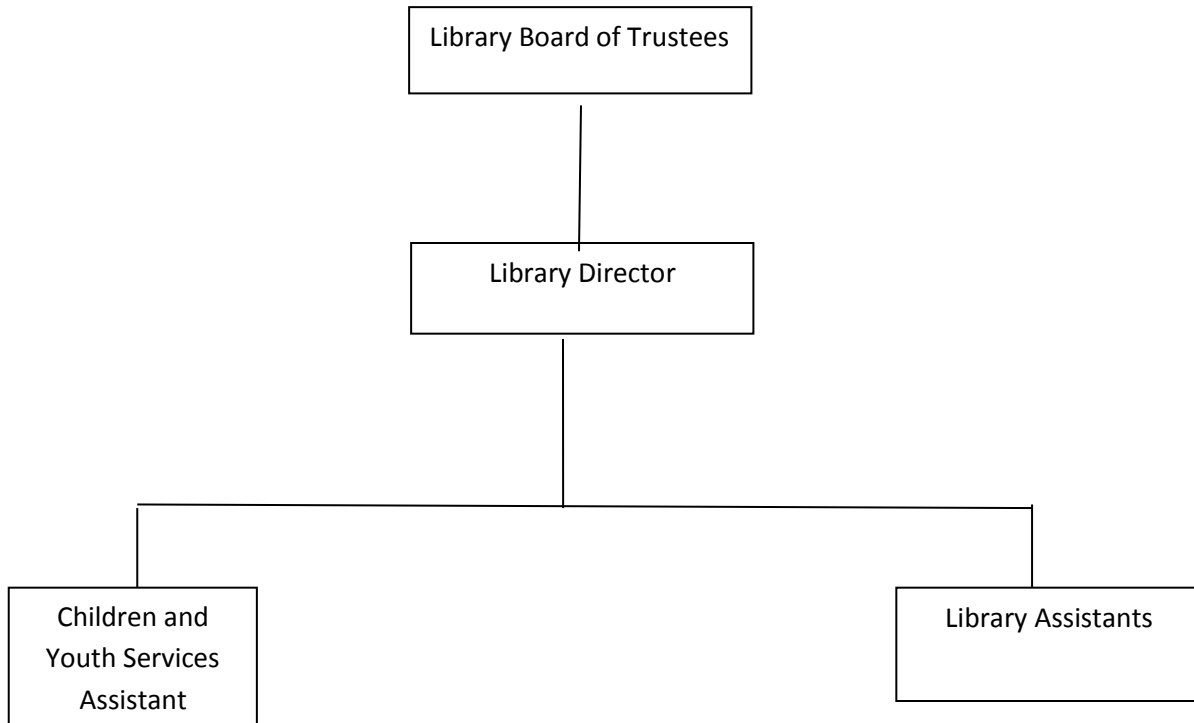 Library Board of Trustees
Library Director
Children and
Youth Services
Assistant
Library Assistants